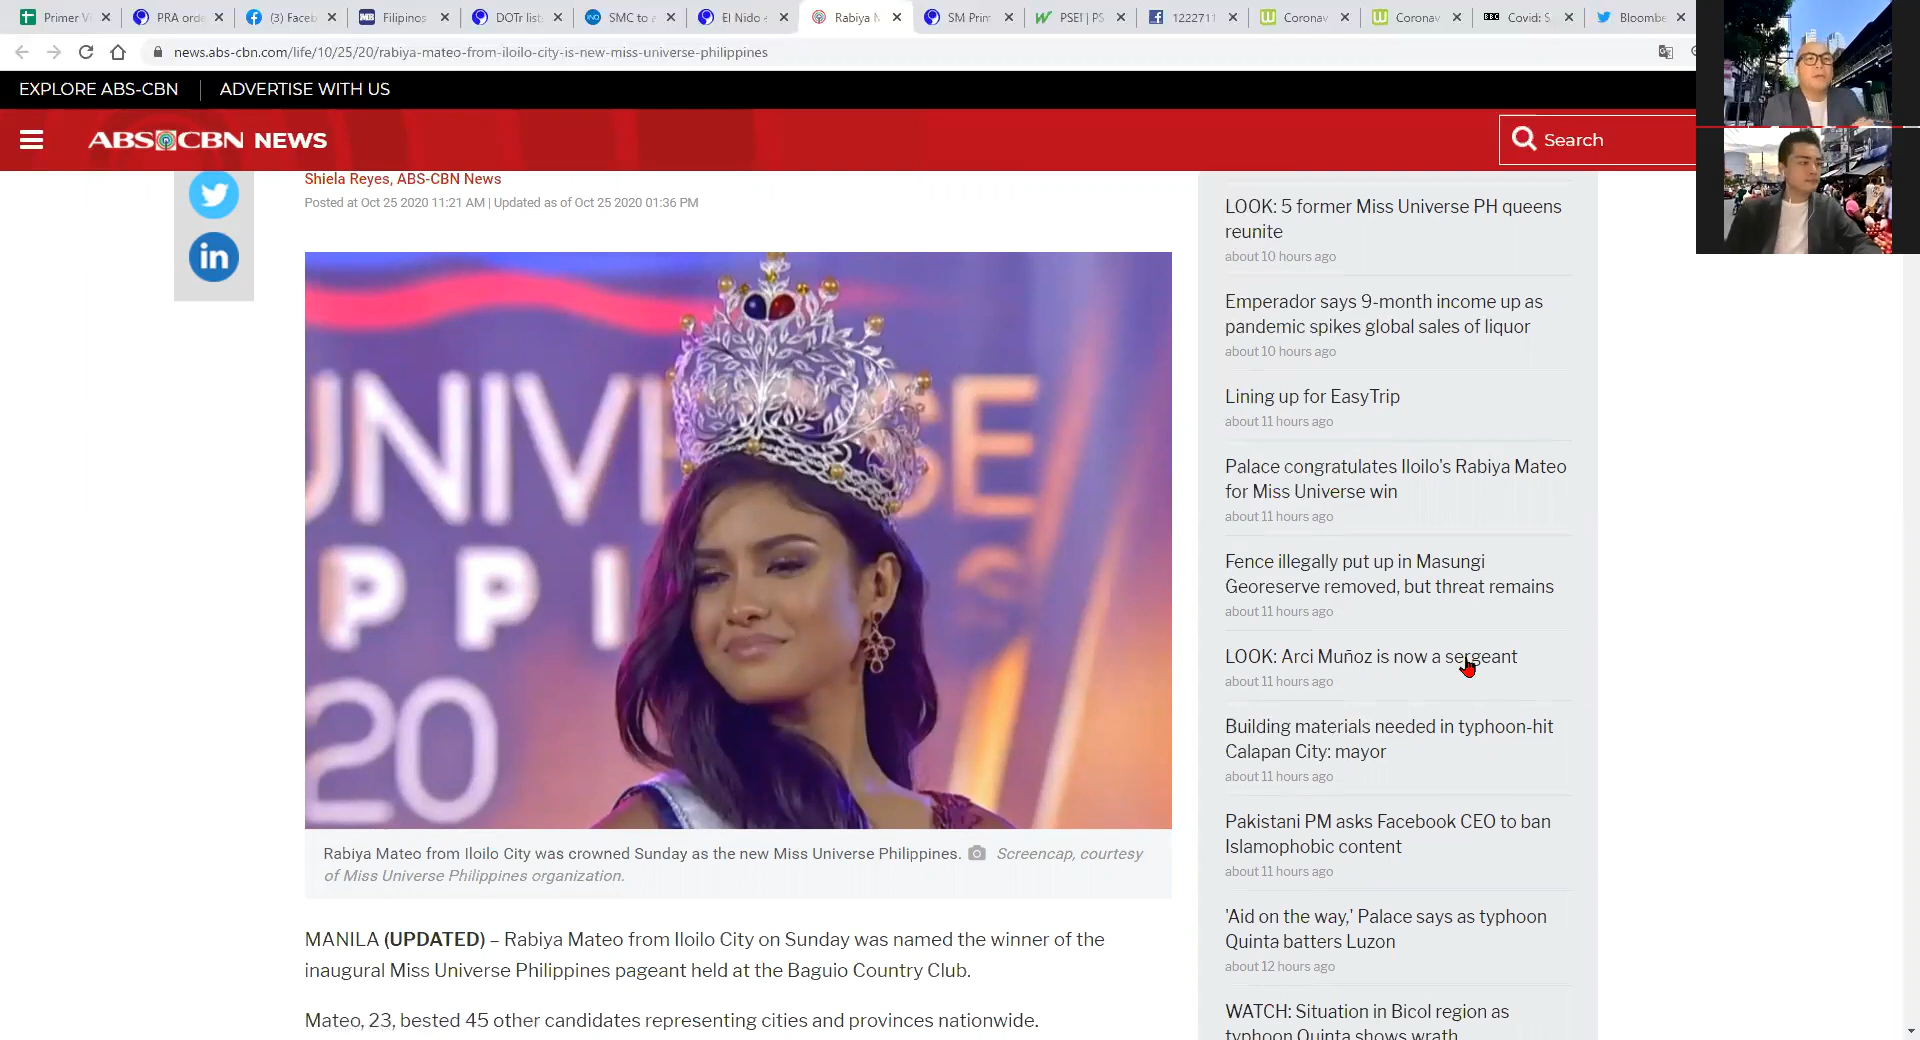 Primer V
PRA orde
(3) Faceb
Filipinos
DOTr list
SMC to e
El Nido
Rabiya M
SM Prim
PSEI | PS
1222711
Coronav
Coronav
BBC Covid: S
Bloombe
news.abs-cbn.com/life/10/25/20/rabiya-mateo-from-iloilo-city-is-new-miss-universe-philippines
EXPLORE ABS-CBN
ADVERTISE WITH US
ABS-CBN NEWS
Search
Shiela Reyes, ABS-CBN News
Posted at Oct 25 2020 11:21 AM | Updated as of Oct 25 2020 01:36 PM
in
UNIVERSE
PPI
20
Rabiya Mateo from Iloilo City was crowned Sunday as the new Miss Universe Philippines. Screencap, courtesy
of Miss Universe Philippines organization.
MANILA (UPDATED) – Rabiya Mateo from Iloilo City on Sunday was named the winner of the
inaugural Miss Universe Philippines pageant held at the Baguio Country Club.
Mateo, 23, bested 45 other candidates representing cities and provinces nationwide.
LOOK: 5 former Miss Universe PH queens
reunite
about 10 hours ago
Emperador says 9-month income up as
pandemic spikes global sales of liquor
about 10 hours ago
Lining up for EasyTrip
about 11 hours ago
Palace congratulates Iloilo's Rabiya Mateo
for Miss Universe win
about 11 hours ago
Fence illegally put up in Masungi
Georeserve removed, but threat remains
about 11 hours ago
LOOK: Arci Muñoz is now a sergeant
about 11 hours ago
Building materials needed in typhoon-hit
Calapan City: mayor
about 11 hours ago
Pakistani PM asks Facebook CEO to ban
Islamophobic content
about 11 hours ago
'Aid on the way,' Palace says as typhoon
Quinta batters Luzon
about 12 hours ago
WATCH: Situation in Bicol region as
typhoon Quinta shows wrath